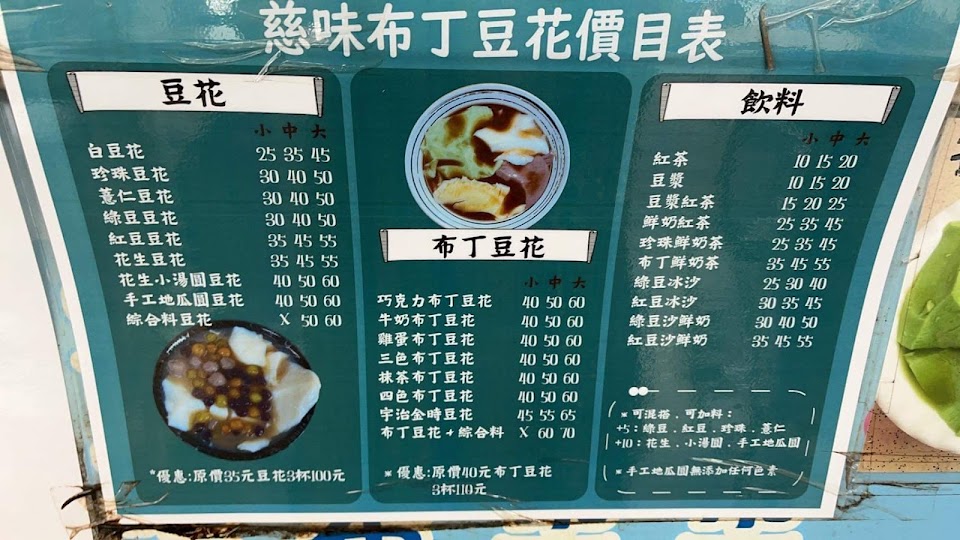 慈味布丁豆花價目表
豆花
小 中 大
白豆花 25 35 45
珍珠豆花 30 40 50
薏仁豆花 30 40 50
綠豆豆花 30 40 50
紅豆豆花 35 45 55
花生豆花 35 45 55
花生小湯圓豆花 40 50 60
手工地瓜圓豆花 40 50 60
綜合料豆花 X 50 60
*優惠:原價35元豆花3杯100元
布丁豆花
小 中 大
巧克力布丁豆花 40 50 60
牛奶布丁豆花 40 50 60
雞蛋布丁豆花 40 50 60
三色布丁豆花 40 50 60
抹茶布丁豆花 40 50 60
四色布丁豆花 40 50 60
宇治金時豆花 45 55 65
布丁豆花+綜合料 X 60 70
※優惠:原價40元布丁豆花
3杯110元
飲料
小 中 大
紅茶 10 15 20
豆漿 10 15 20
豆漿紅茶 15 20 25
鮮奶紅茶 25 35 45
珍珠鮮奶茶 25 35 45
布丁鮮奶茶 35 45 55
綠豆冰沙 25 30 40
紅豆冰沙 30 35 45
綠豆沙鮮奶 30 40 50
紅豆沙鮮奶 35 45 55
※可混搭.可加料:
+5:綠豆.紅豆.珍珠.薏仁
+10:花生.小湯圓.手工地瓜圓
※手工地瓜圓無添加任何色素